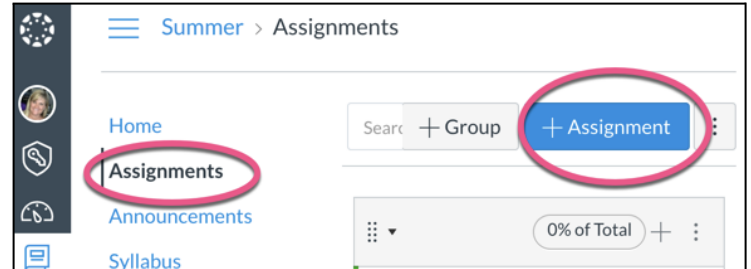 Summer > Assignments
Home
Assignments
Announcements
Syllabus
Searc + Group + Assignment
0% of Total +